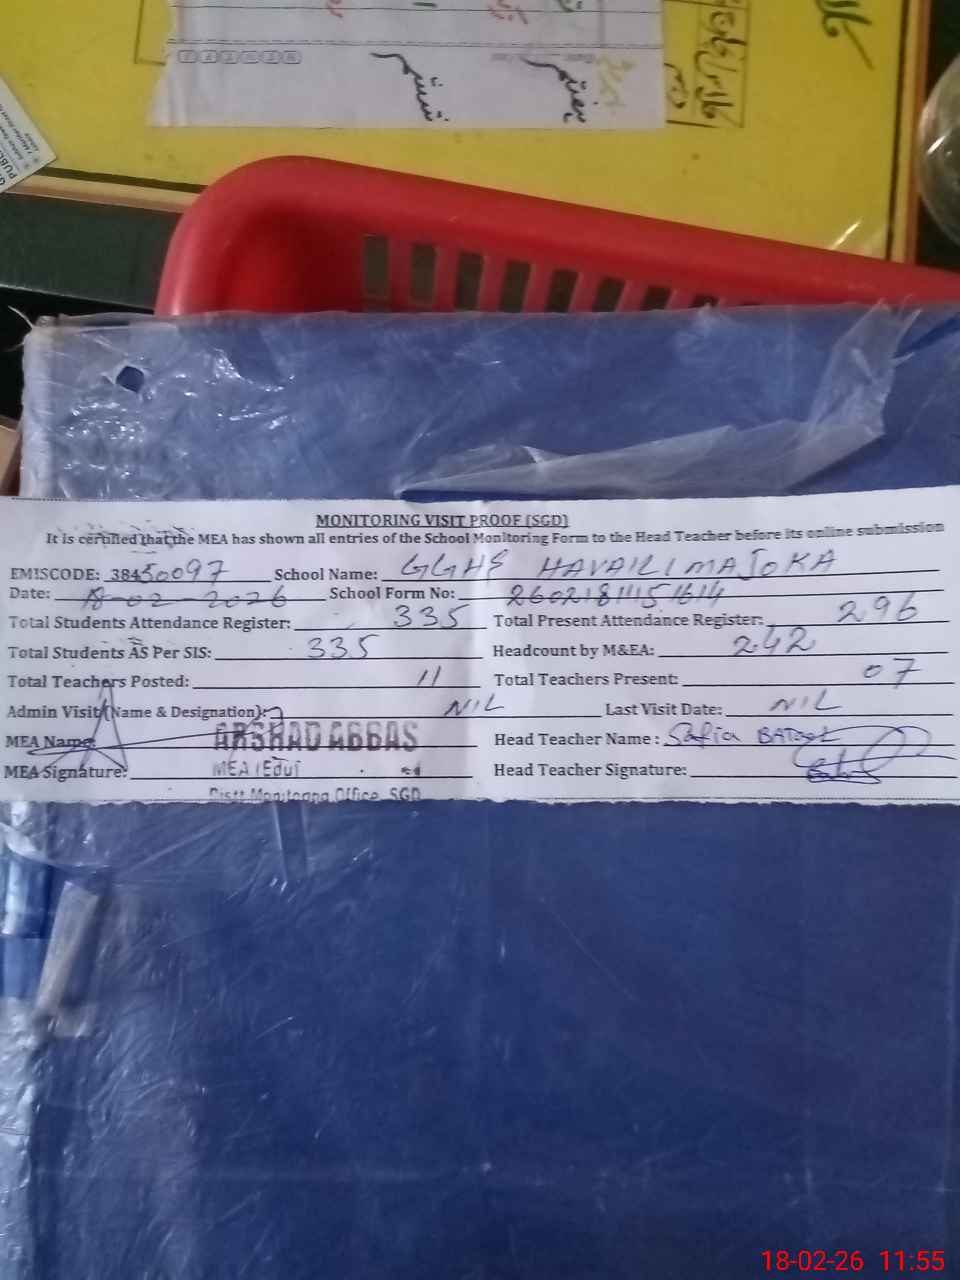 ششم
ہفتم
PUBL
MONITORING VISIT PROOF (SGD)
It is certified that the MEA has shown all entries of the School Monitoring Form to the Head Teacher before its online submission
EMISCODE: 38450097 School Name: GGHS HAVAILI MAJOKA
Date: 18-02-2026 School Form No:
Total Students Attendance Register: 335 Total Present Attendance Register: 296
Total Students AS Per SIS: 335 Headcount by M&EA: 242
Total Teachers Posted: 11 Total Teachers Present: 07
Admin Visit (Name & Designation): NIL Last Visit Date: NIL
MEA Name: ARSHAD ABBAS Head Teacher Name: Safia
MEA Signature: MEA (Edu) Head Teacher Signature:
Distt Monitoring Office, SGD
18-02-26 11:55